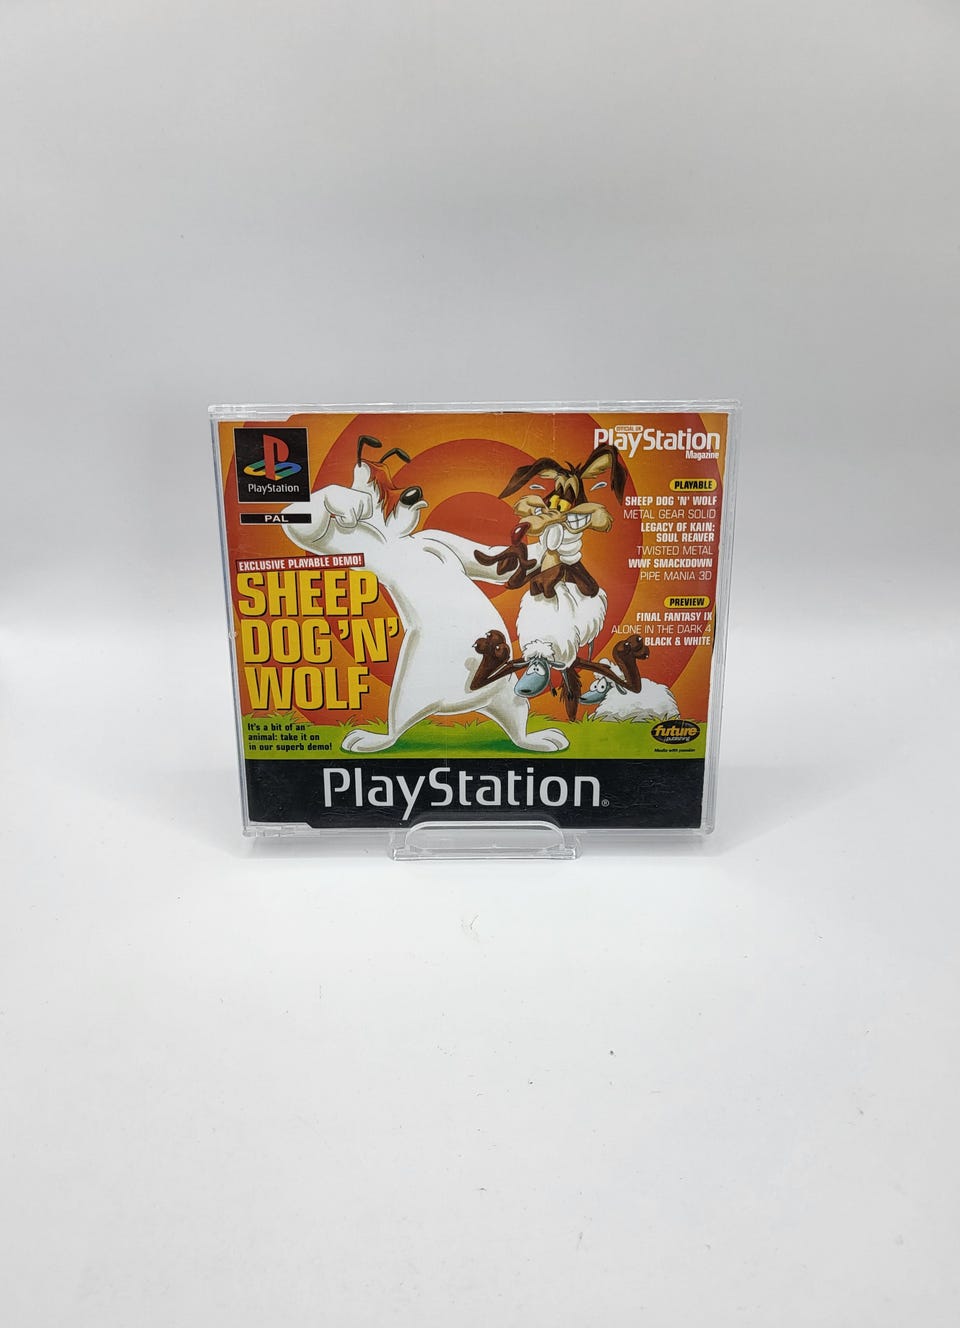 PlayStation
PAL
EXCLUSIVE PLAYABLE DEMO!
SHEEP
DOG 'N'
WOLF
It's a bit of an
animal: take it on
in our superb demo!
OFFICIAL UK
PlayStation
Magazine
PLAYABLE
SHEEP DOG 'N' WOLF
METAL GEAR SOLID
LEGACY OF KAIN:
SOUL REAVER
TWISTED METAL
WWF SMACKDOWN
PIPE MANIA 3D
PREVIEW
FINAL FANTASY IX
ALONE IN THE DARK 4
BLACK & WHITE
future
publishing
Media with passion
PlayStation®